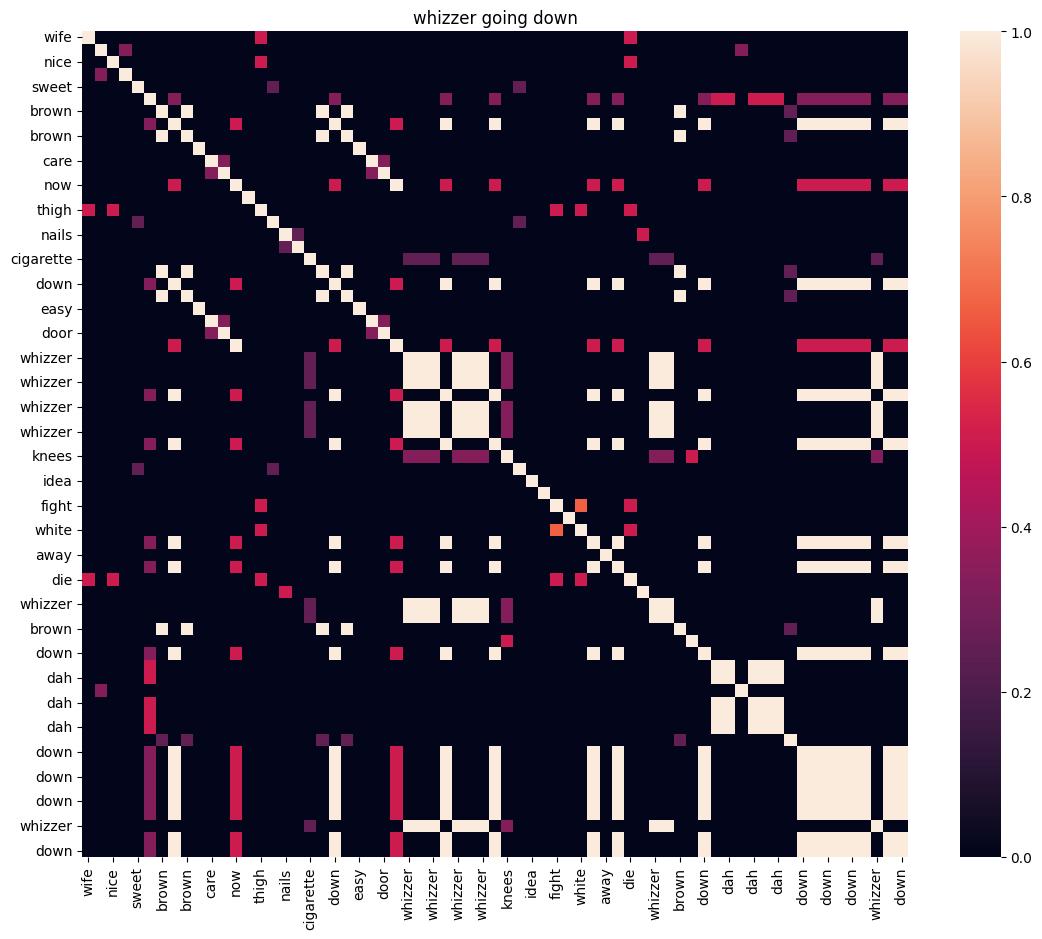 whizzer going down
wife
nice
sweet
brown
brown
care
now
thigh
nails
cigarette
down
easy
door
whizzer
whizzer
whizzer
whizzer
knees
idea
fight
white
away
die
whizzer
brown
down
dah
dah
dah
down
down
down
whizzer
down
wife
nice
sweet
brown
brown
care
now
thigh
nails
cigarette
down
easy
door
whizzer
whizzer
whizzer
whizzer
knees
idea
fight
white
away
die
whizzer
brown
down
dah
dah
dah
down
down
down
whizzer
down
1.0
0.8
0.6
0.4
0.2
0.0